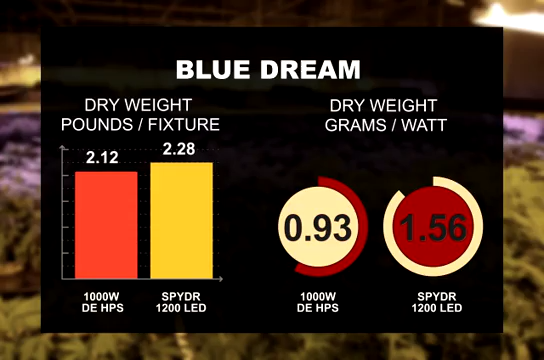 BLUE DREAM
DRY WEIGHT
POUNDS / FIXTURE
2.12
2.28
1000W
DE HPS
SPYDR
1200 LED
DRY WEIGHT
GRAMS / WATT
0.93
1.56
1000W
DE HPS
SPYDR
1200 LED